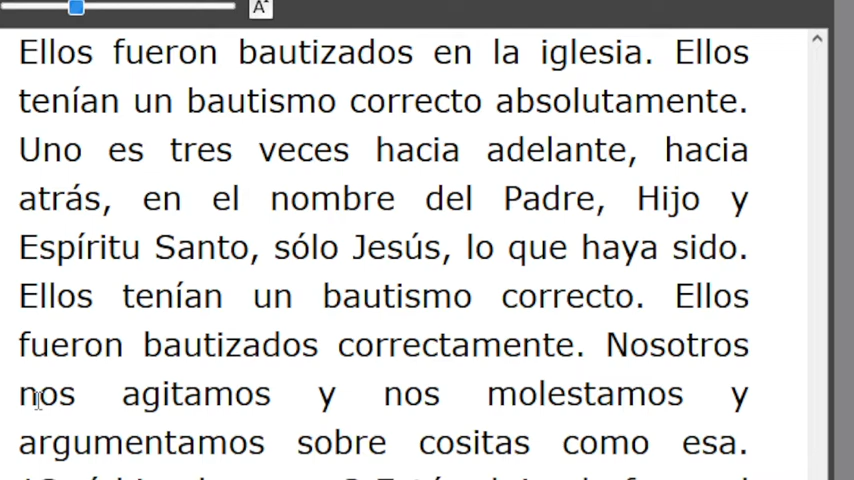 A
Ellos fueron bautizados en la iglesia. Ellos
tenían un bautismo correcto absolutamente.
Uno es tres veces hacia adelante, hacia
atrás, en el nombre del Padre, Hijo y
Espíritu Santo, sólo Jesús, lo que haya sido.
Ellos tenían un bautismo correcto. Ellos
fueron bautizados correctamente. Nosotros
nos agitamos y nos molestamos y
argumentamos sobre cositas como esa.